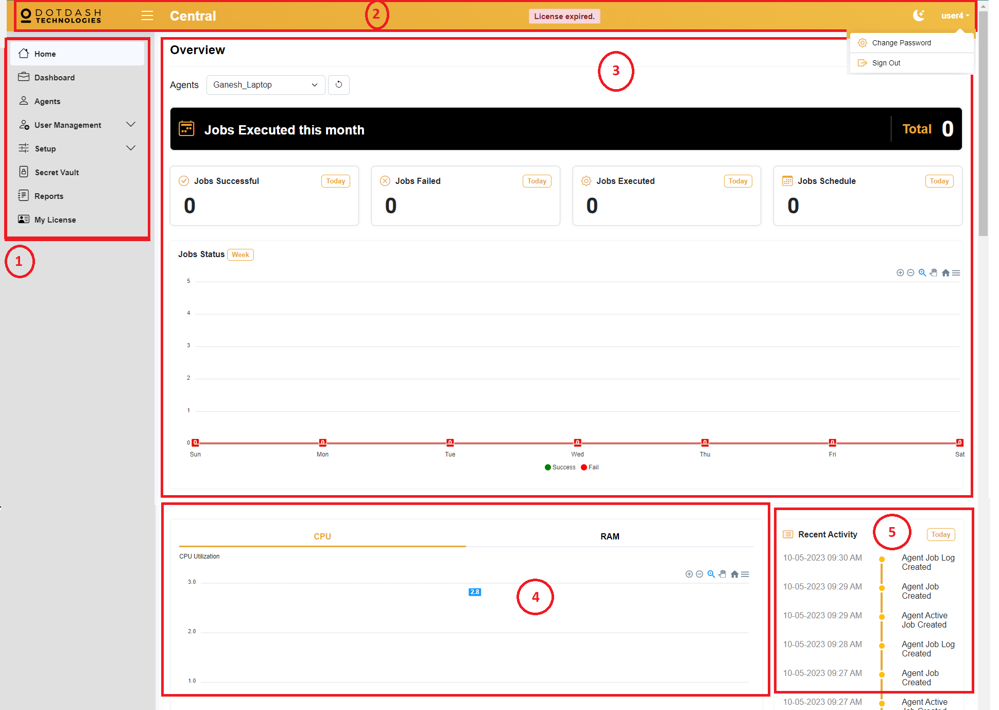 DOTDASH
TECHNOLOGIES
Central
2
License expired.
user4
Change Password
Sign Out
Home
Dashboard
Agents
User Management
Setup
Secret Vault
Reports
My License
1
Overview
3
Agents
Ganesh_Laptop
Jobs Executed this month
Total 0
Jobs Successful Today
0
Jobs Failed Today
0
Jobs Executed Today
0
Jobs Schedule Today
0
Jobs Status Week
5
4
3
2
1
0 0 0 0 0 0 0 0
Sun Mon Tue Wed Thu Fri Sat
Success Fail
CPU RAM
CPU Utilization
3.0
2.8
4
2.0
1.0
Recent Activity 5 Today
10-05-2023 09:30 AM Agent Job Log
Created
10-05-2023 09:29 AM Agent Job
Created
10-05-2023 09:29 AM Agent Active
Job Created
10-05-2023 09:28 AM Agent Job Log
Created
10-05-2023 09:27 AM Agent Job
Created
10-05-2023 09:27 AM Agent Active